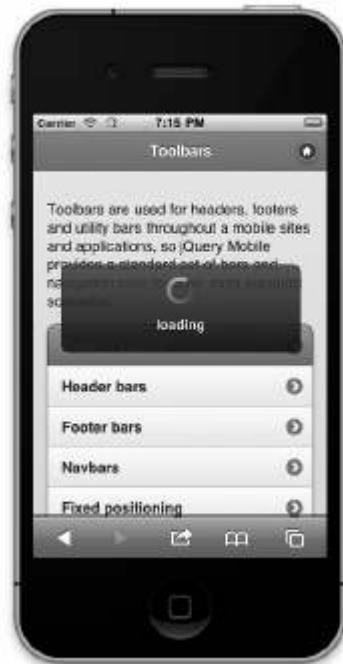 Carrier 7:15 PM
Toolbars
Toolbars are used for headers, footers
and utility bars throughout a mobile sites
and applications, so jQuery Mobile
provides a standard set of bars and
loading
Header bars
Footer bars
Navbars
Fixed positioning